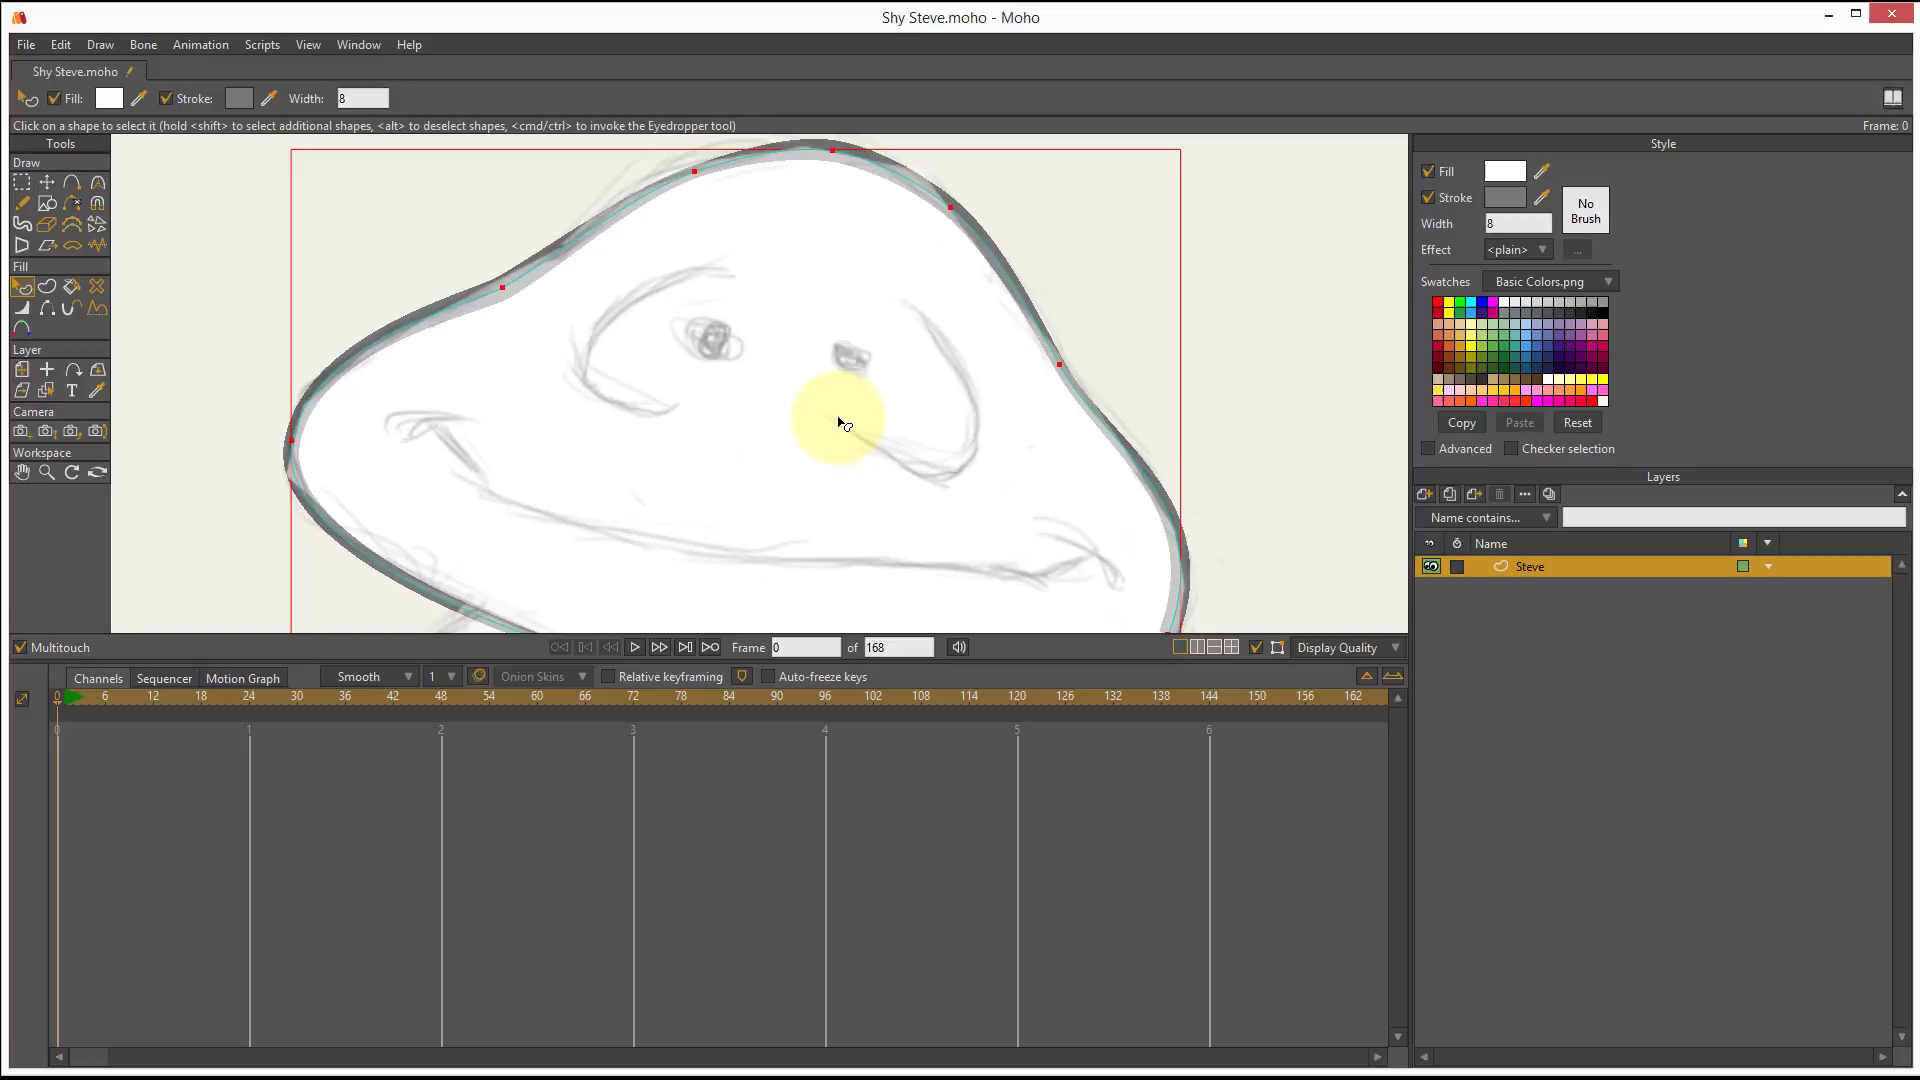 Shy Steve.moho - Moho
File Edit Draw Bone Animation Scripts View Window Help
Shy Steve.moho
Fill: Stroke: Width: 8
Click on a shape to select it (hold <shift> to select additional shapes, <alt> to deselect shapes, <cmd/ctrl> to invoke the Eyedropper tool) Frame: 0
Tools
Draw
Fill
Layer
T
Camera
Workspace
Style
Fill
Stroke
No Brush
Width 8
Effect <plain> ...
Swatches Basic Colors.png
Copy Paste Reset
Advanced Checker selection
Layers
Name contains...
Name
Steve
Multitouch Frame 0 of 168 Display Quality
Channels Sequencer Motion Graph Smooth 1 Onion Skins Relative keyframing Auto-freeze keys
0 6 12 18 24 30 36 42 48 54 60 66 72 78 84 90 96 102 108 114 120 126 132 138 144 150 156 162
0 1 2 3 4 5 6